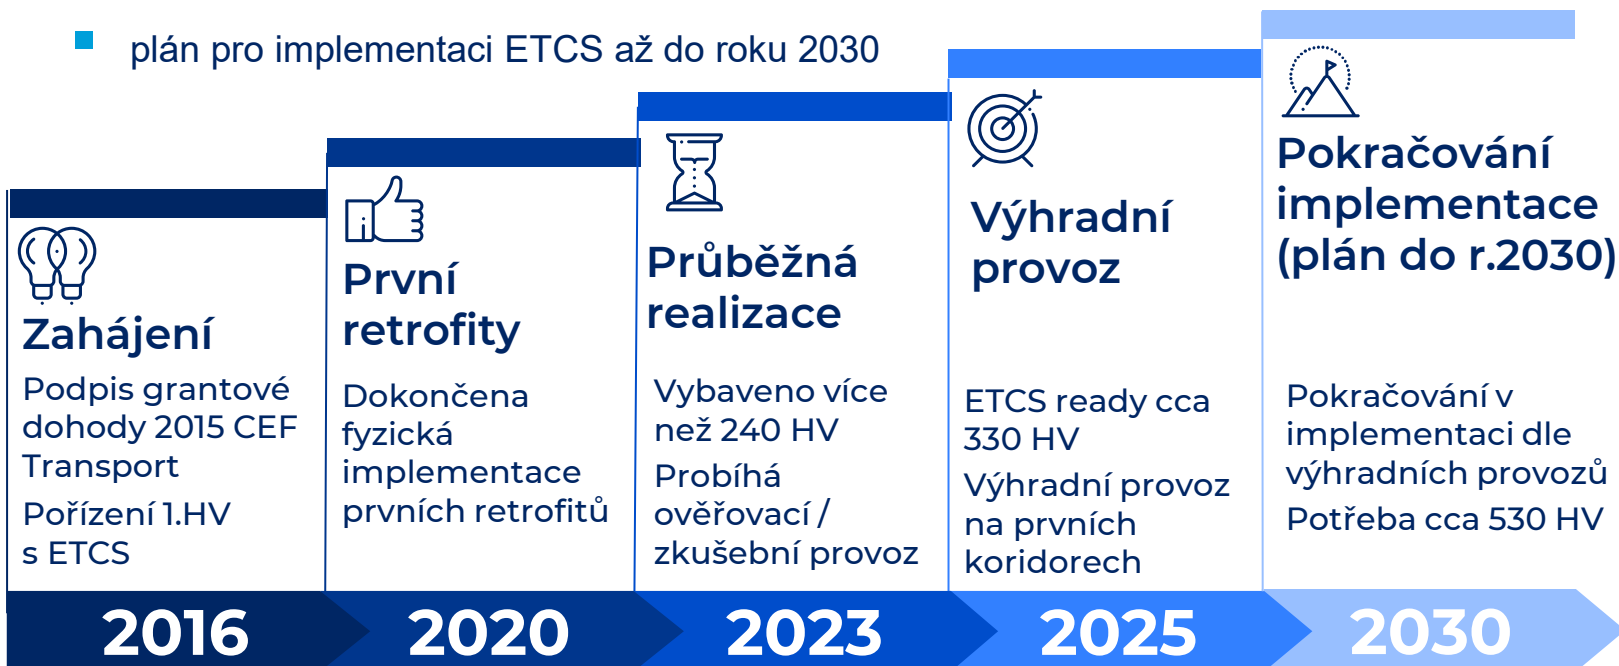 plán pro implementaci ETCS až do roku 2030
Zahájení
Podpis grantové
dohody 2015 CEF
Transport
Pořízení 1.HV
s ETCS
2016
První
retrofity
Dokončena
fyzická
implementace
prvních retrofitů
2020
Průběžná
realizace
Vybaveno více
než 240 HV
Probíhá
ověřovací /
zkušební provoz
2023
Výhradní
provoz
ETCS ready cca
330 HV
Výhradní provoz
na prvních
koridorech
2025
Pokračování
implementace
(plán do r.2030)
Pokračování v
implementaci dle
výhradních provozů
Potřeba cca 530 HV
2030